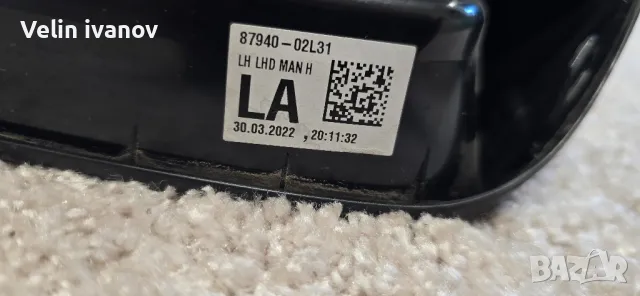 Velin ivanov
87940-02L31
LH LHD MAN H
LA
30.03.2022 , 20:11:32
BAZAR